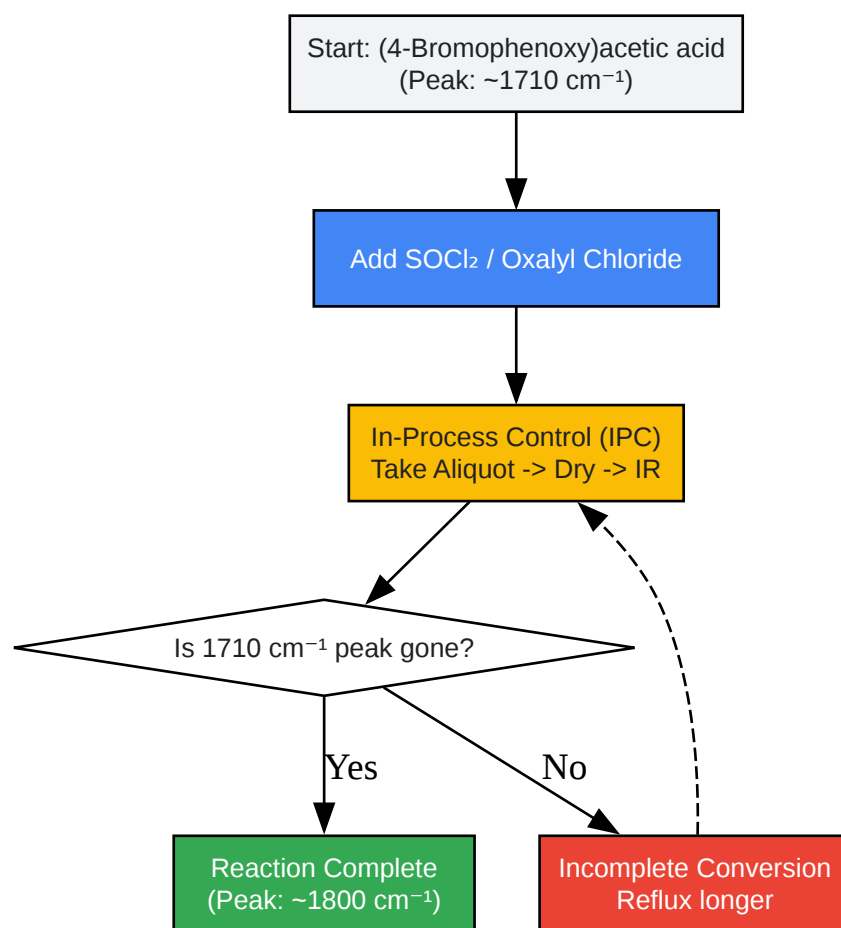 Start: (4-Bromophenoxy)acetic acid
(Peak: ~1710 cm⁻¹)
Add SOCl₂ / Oxalyl Chloride
In-Process Control (IPC)
Take Aliquot -> Dry -> IR
Is 1710 cm⁻¹ peak gone?
Yes
No
Reaction Complete
(Peak: ~1800 cm⁻¹)
Incomplete Conversion
Reflux longer